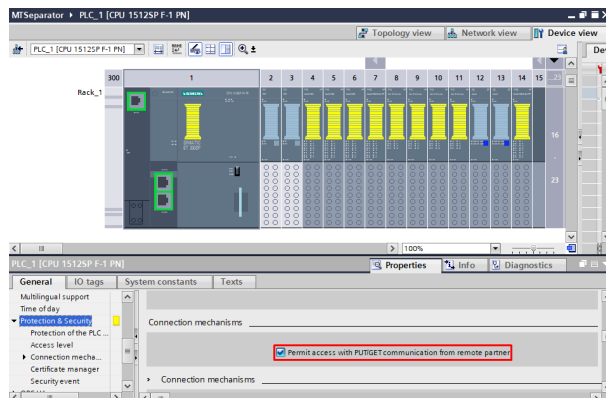 MTSeparator ▸ PLC_1 [CPU 1512SP F-1 PN]
Topology view Network view Device view
PLC_1 [CPU 1512SP F-1 PN]
300 1 2 3 4 5 6 7 8 9 10 11 12 13 14 15 ...23
Rack_1
SIEMENS
16
23
100%
PLC_1 [CPU 1512SP F-1 PN]
Properties Info Diagnostics
General IO tags System constants Texts
Multilingual support
Time of day
Protection & Security
Protection of the PLC ...
Access level
Connection mecha...
Certificate manager
Security event
Connection mechanisms
Permit access with PUT/GET communication from remote partner
Connection mechanisms